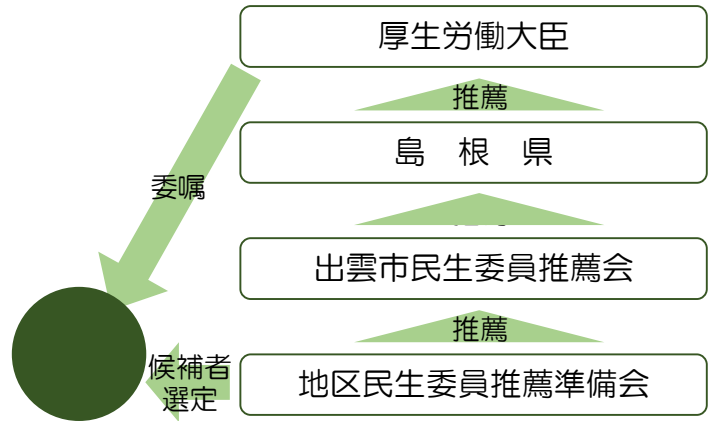 厚生労働大臣
推薦
島　根　県
委嘱
出雲市民生委員推薦会
推薦
候補者
選定
地区民生委員推薦準備会